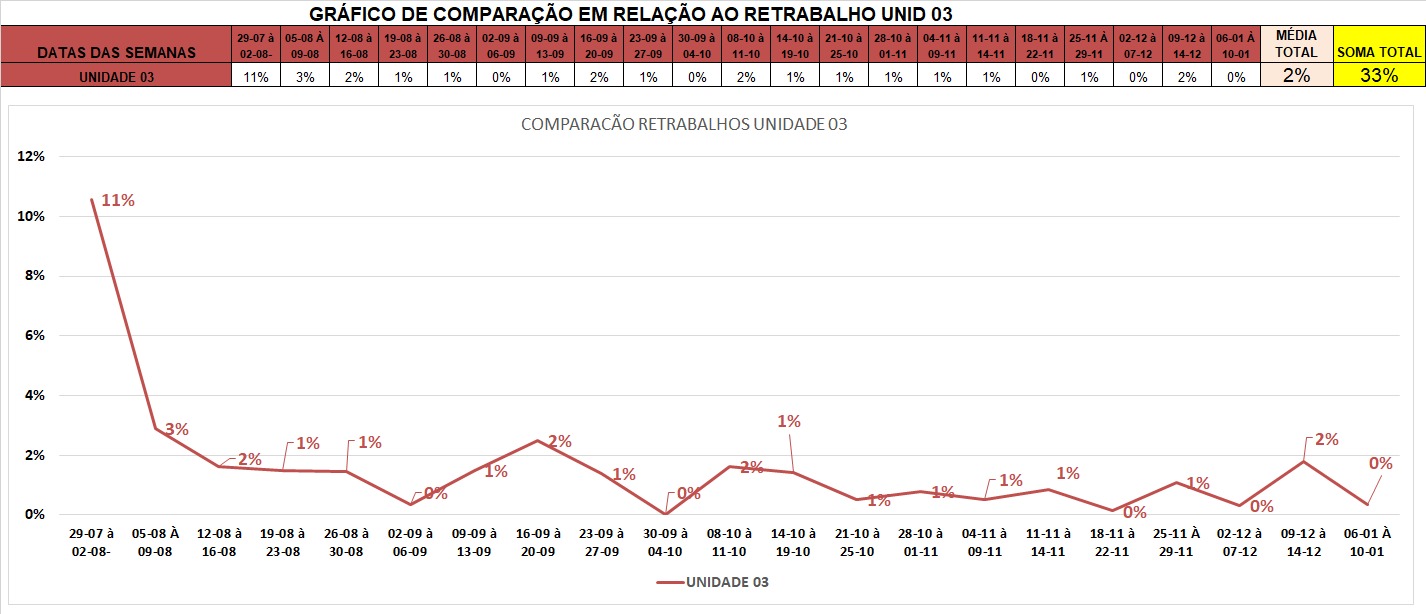 GRÁFICO DE COMPARAÇÃO EM RELAÇÃO AO RETRABALHO UNID 03
DATAS DAS SEMANAS 29-07 à 02-08- 05-08 À 09-08 12-08 à 16-08 19-08 à 23-08 26-08 à 30-08 02-09 à 06-09 09-09 à 13-09 16-09 à 20-09 23-09 à 27-09 30-09 à 04-10 08-10 à 11-10 14-10 à 19-10 21-10 à 25-10 28-10 à 01-11 04-11 à 09-11 11-11 à 14-11 18-11 à 22-11 25-11 À 29-11 02-12 à 07-12 09-12 à 14-12 06-01 À 10-01 MÉDIA TOTAL SOMA TOTAL
UNIDADE 03 11% 3% 2% 1% 1% 0% 1% 2% 1% 0% 2% 1% 1% 1% 1% 1% 0% 1% 0% 2% 0% 2% 33%
COMPARACÃO RETRABALHOS UNIDADE 03
12%
10%
8%
6%
4%
2%
0%
11% 3% 2% 1% 1% 0% 1% 2% 1% 0% 2% 1% 1% 1% 1% 1% 0% 1% 0% 2% 0%
29-07 à 05-08 À 12-08 à 19-08 à 26-08 à 02-09 à 09-09 à 16-09 à 23-09 à 30-09 à 08-10 à 14-10 à 21-10 à 28-10 à 04-11 à 11-11 à 18-11 à 25-11 À 02-12 à 09-12 à 06-01 À
02-08- 09-08 16-08 23-08 30-08 06-09 13-09 20-09 27-09 04-10 11-10 19-10 25-10 01-11 09-11 14-11 22-11 29-11 07-12 14-12 10-01
UNIDADE 03